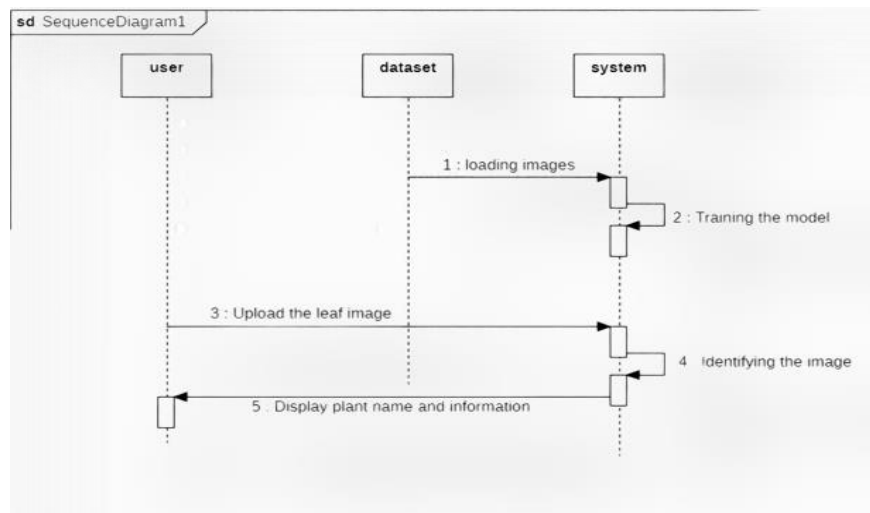 sd SequenceDiagram1
user
dataset
system
1 : loading images
2 : Training the model
3 : Upload the leaf image
4 Identifying the image
5 : Display plant name and information